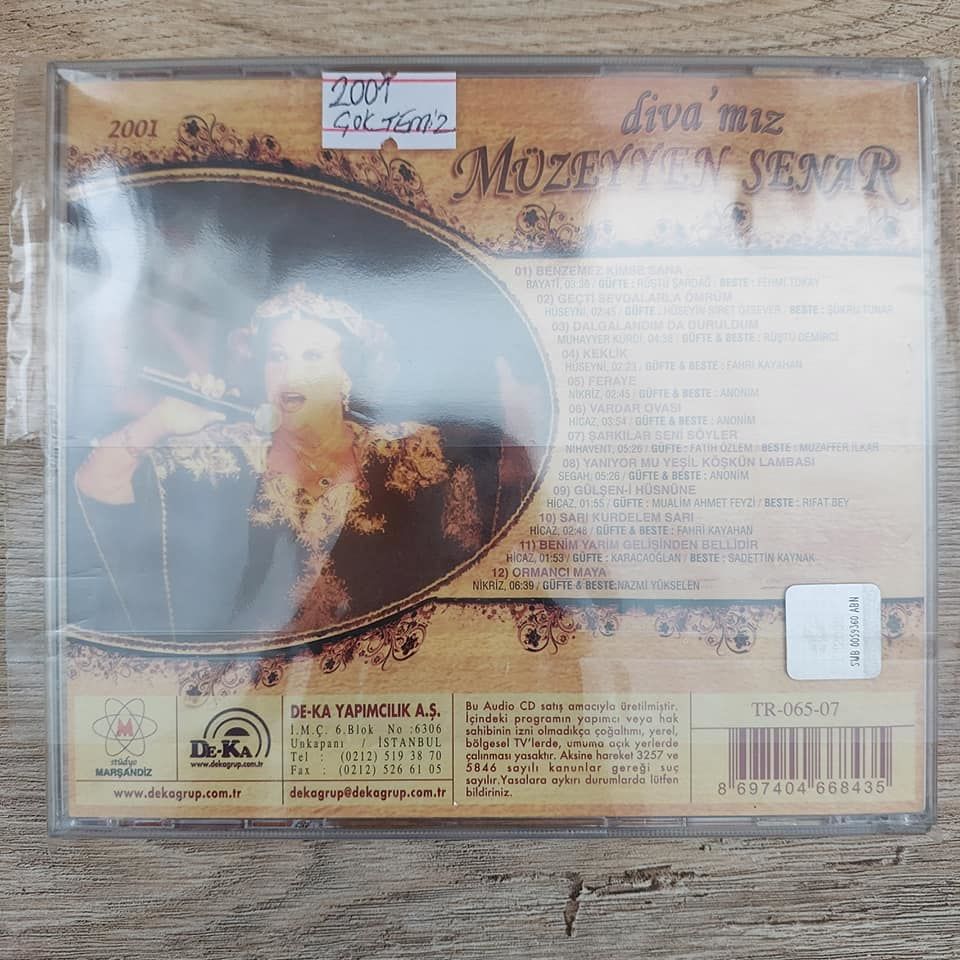 2001
ÇOK TEMİZ
2001
diva'mız
MÜZEYYEN SENAR
01) BENZEMEZ KİMSE SANA
BAYATİ, 03:38 / GÜFTE : RÜŞTÜ ŞARDAĞ / BESTE : FEHMİ TOKAY
02) GEÇTİ SEVDALARLA ÖMRÜM
HÜSEYNİ, 02:45 / GÜFTE : HÜSEYİN SİRET ÖZSEVER / BESTE : ŞÜKRÜ TUNAR
03) DALGALANDIM DA DURULDUM
MUHAYYER KÜRDİ, 04:38 / GÜFTE & BESTE : RÜŞTÜ DEMİRCİ
04) KEKLİK
HÜSEYNİ, 02:23 / GÜFTE & BESTE : FAHRİ KAYAHAN
05) FERAYE
NİKRİZ, 02:45 / GÜFTE & BESTE : ANONİM
06) VARDAR OVASI
HİCAZ, 03:54 / GÜFTE & BESTE : ANONİM
07) ŞARKILAR SENİ SÖYLER
NİHAVENT, 05:26 / GÜFTE : FATİH ÖZLEM / BESTE : MUZAFFER İLKAR
08) YANIYOR MU YEŞİL KÖŞKÜN LAMBASI
SEGAH, 05:26 / GÜFTE & BESTE : ANONİM
09) GÜLŞEN-İ HÜSNÜNE
HİCAZ, 01:55 / GÜFTE : MUALİM AHMET FEYZİ / BESTE : RIFAT BEY
10) SARI KURDELEM SARI
HİCAZ, 02:48 / GÜFTE & BESTE : FAHRİ KAYAHAN
11) BENİM YARİM GELİŞİNDEN BELLİDİR
HİCAZ, 01:53 / GÜFTE : KARACAOĞLAN / BESTE : SADETTİN KAYNAK
12) ORMANCI MAYA
NİKRİZ, 06:39 / GÜFTE & BESTE:NAZMİ YÜKSELEN
SWB 0059360 ABN
M
stüdyo
MARŞANDİZ
DE-KA
www.dekagrup.com.tr
www.dekagrup.com.tr
DE-KA YAPIMCILIK A.Ş.
İ.M.Ç. 6.Blok No :6306
Unkapanı / İSTANBUL
Tel : (0212) 519 38 70
Fax : (0212) 526 61 05
dekagrup@dekagrup.com.tr
Bu Audio CD satış amacıyla üretilmiştir.
İçindeki programın yapımcı veya hak
sahibinin izni olmadıkça çoğaltımı, yerel,
bölgesel TV'lerde, umuma açık yerlerde
çalınması yasaktır. Aksine hareket 3257 ve
5846 sayılı kanunlar gereği suç
sayılır.Yasalara aykırı durumlarda lütfen
bildiriniz.
TR-065-07
8 697404 668435